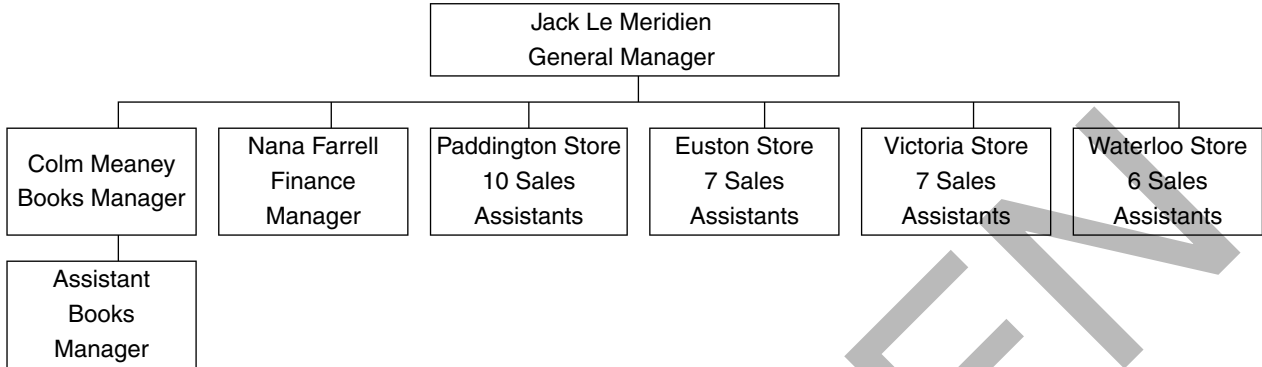 Jack Le Meridien
General Manager
Colm Meaney
Books Manager
Nana Farrell
Finance
Manager
Paddington Store
10 Sales
Assistants
Euston Store
7 Sales
Assistants
Victoria Store
7 Sales
Assistants
Waterloo Store
6 Sales
Assistants
Assistant
Books
Manager